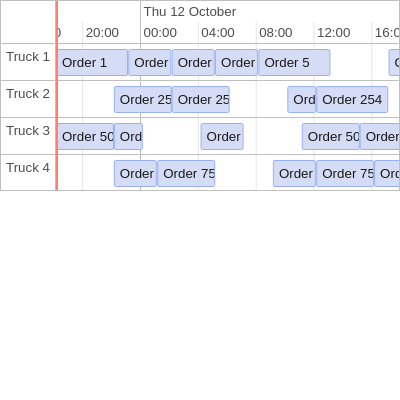 Thu 12 October
20:00 00:00 04:00 08:00 12:00 16:0
Truck 1 Order 1 Order Order Order Order 5
Truck 2 Order 25 Order 25 Ord Order 254
Truck 3 Order 50 Ord Order Order 50 Order
Truck 4 Order Order 75 Order Order 75 Ord